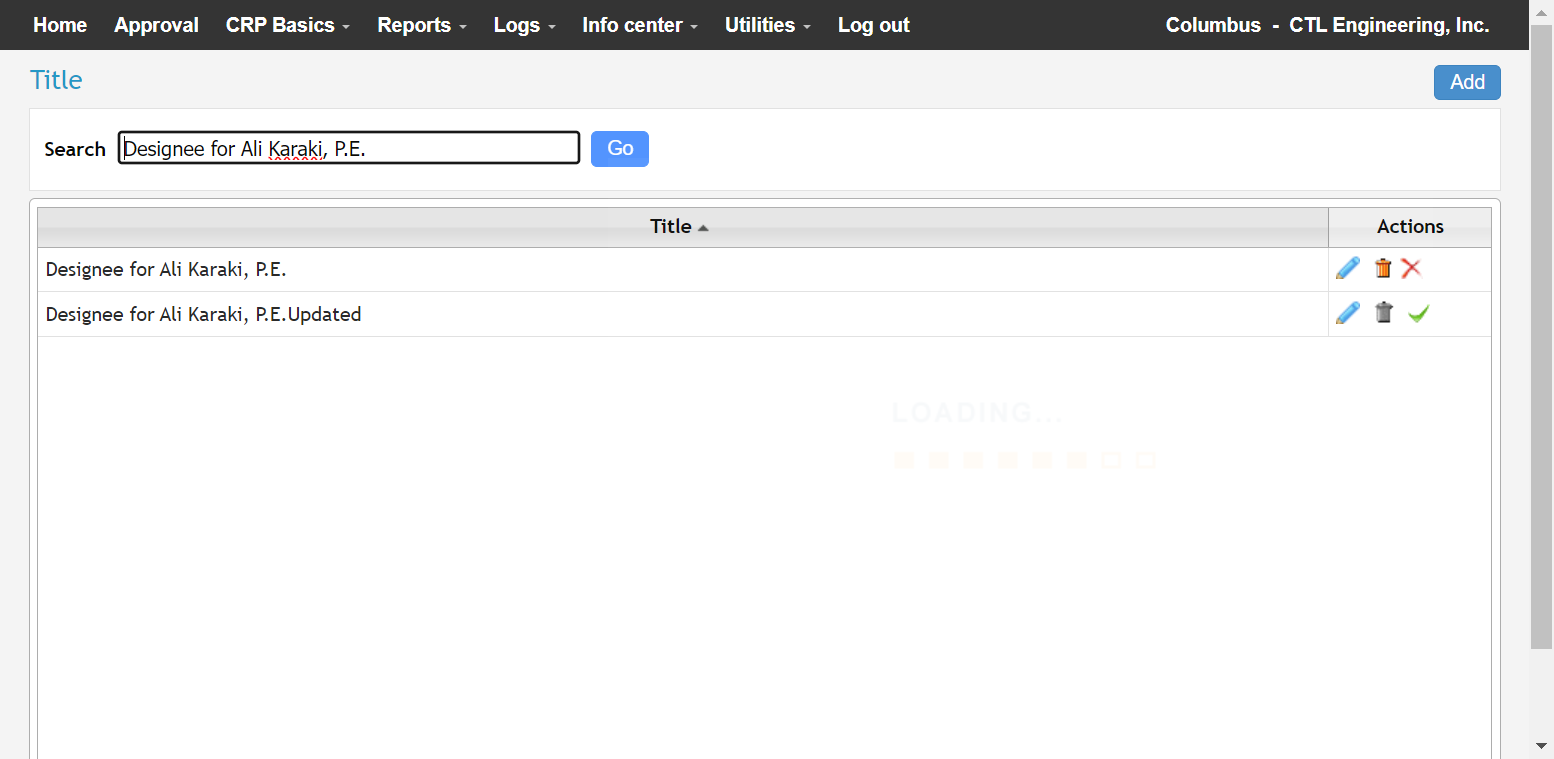 Home Approval CRP Basics Reports Logs Info center Utilities Log out Columbus - CTL Engineering, Inc.
Title
Add
Search Designee for Ali Karaki, P.E. Go
Title Actions
Designee for Ali Karaki, P.E.
Designee for Ali Karaki, P.E.Updated
LOADING...